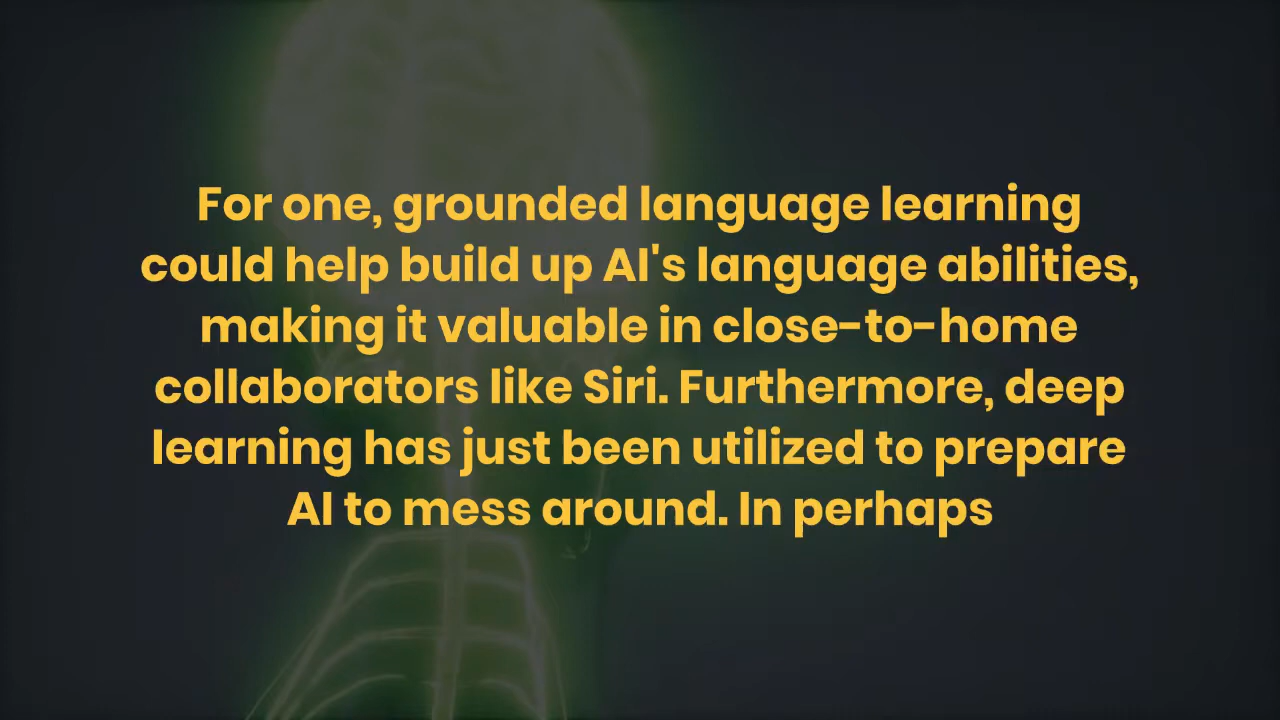 For one, grounded language learning
could help build up AI's language abilities,
making it valuable in close-to-home
collaborators like Siri. Furthermore, deep
learning has just been utilized to prepare
AI to mess around. In perhaps